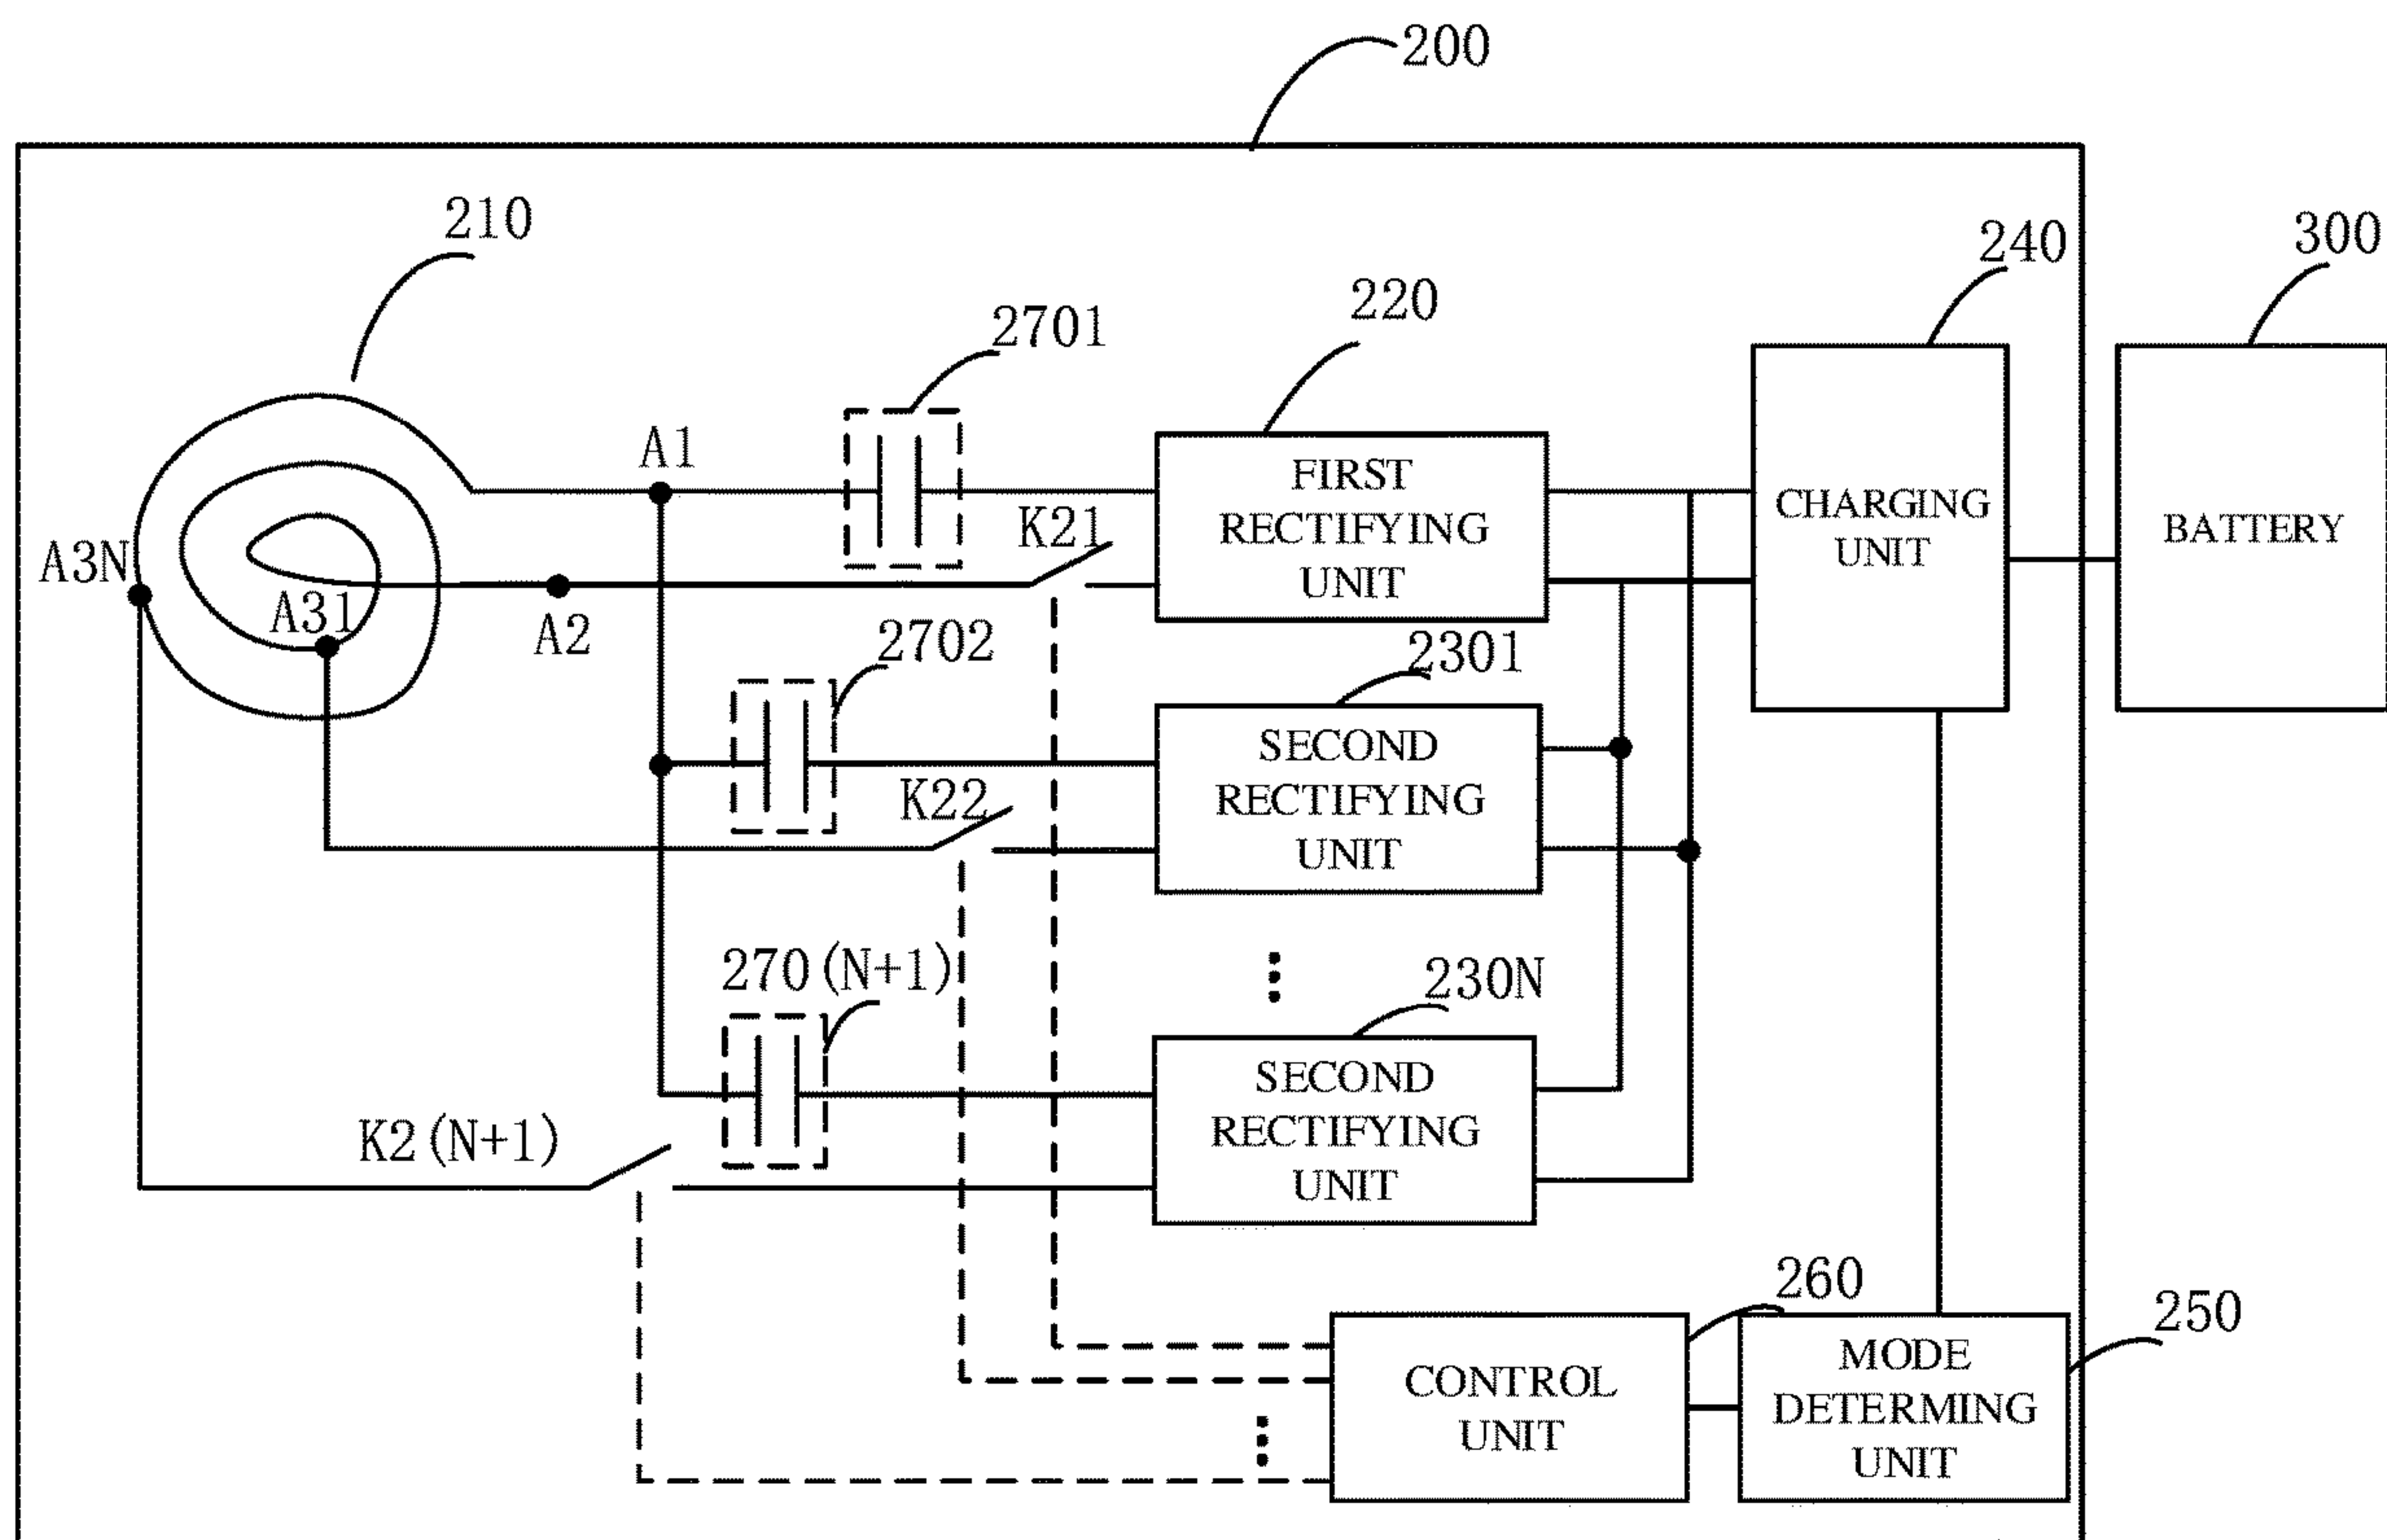 200
210
240
300
220
2701
A1
FIRST
RECTIFYING
UNIT
CHARGING
UNIT
BATTERY
K21
A3N
A31
A2
2702
2301
SECOND
RECTIFYING
UNIT
K22
270(N+1)
230N
SECOND
RECTIFYING
UNIT
K2(N+1)
260
250
CONTROL
UNIT
MODE
DETERMING
UNIT